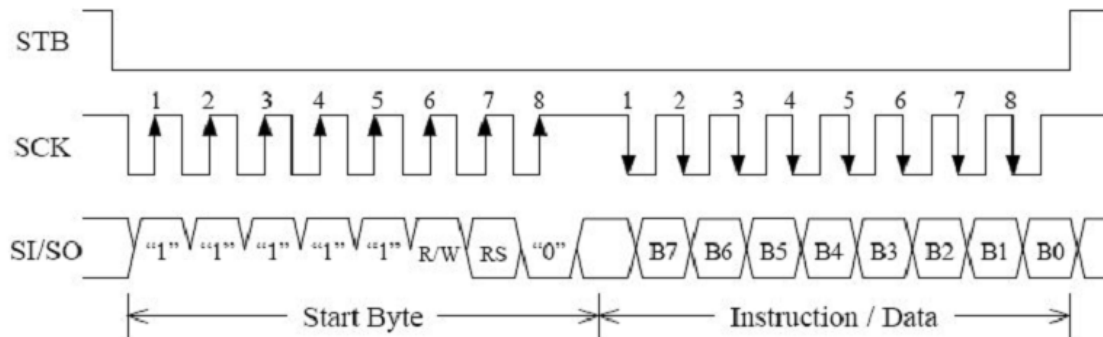 STB
1 2 3 4 5 6 7 8 1 2 3 4 5 6 7 8
SCK
SI/SO “1” “1” “1” “1” “1” R/W RS “0” B7 B6 B5 B4 B3 B2 B1 B0
Start Byte Instruction / Data